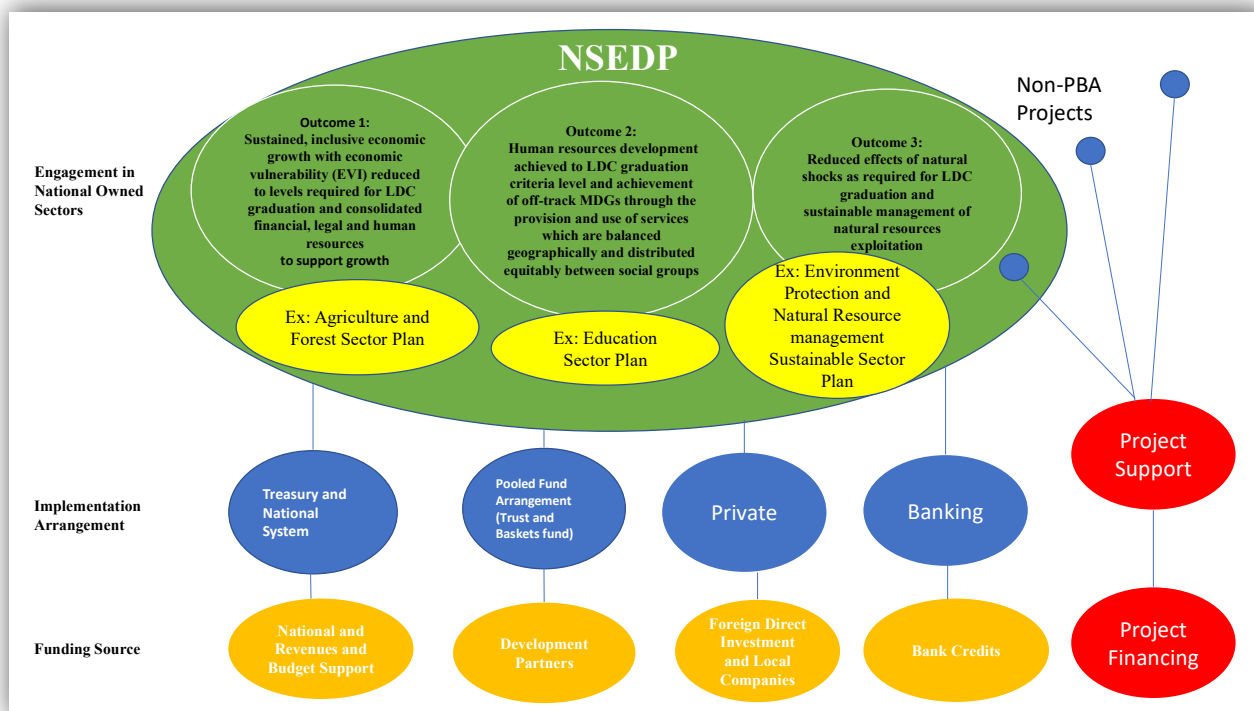 NSEDP
Non-PBA
Projects
Engagement in
National Owned
Sectors
Outcome 1:
Sustained, inclusive economic
growth with economic
vulnerability (EVI) reduced
to levels required for LDC
graduation and consolidated
financial, legal and human
resources
to support growth
Outcome 2:
Human resources development
achieved to LDC graduation
criteria level and achievement
of off-track MDGs through the
provision and use of services
which are balanced
geographically and distributed
equitably between social groups
Outcome 3:
Reduced effects of natural
shocks as required for LDC
graduation and
sustainable management of
natural resources
exploitation
Ex: Agriculture and
Forest Sector Plan
Ex: Education
Sector Plan
Ex: Environment
Protection and
Natural Resource
management
Sustainable Sector
Plan
Implementation
Arrangement
Treasury and
National
System
Pooled Fund
Arrangement
(Trust and
Baskets fund)
Private
Banking
Project
Support
Funding Source
National and
Revenues and
Budget Support
Development
Partners
Foreign Direct
Investment
and Local
Companies
Bank Credits
Project
Financing